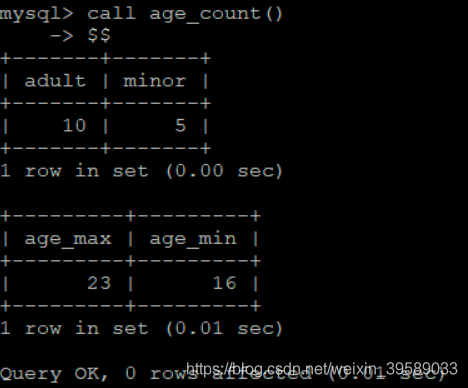 mysql> call age_count()
    -> $$
+-------+-------+
| adult | minor |
+-------+-------+
|    10 |     5 |
+-------+-------+
1 row in set (0.00 sec)

+---------+---------+
| age_max | age_min |
+---------+---------+
|      23 |      16 |
+---------+---------+
1 row in set (0.01 sec)

Query OK, 0 rows affected (0.01 sec)
https://blog.csdn.net/weixin_39589033